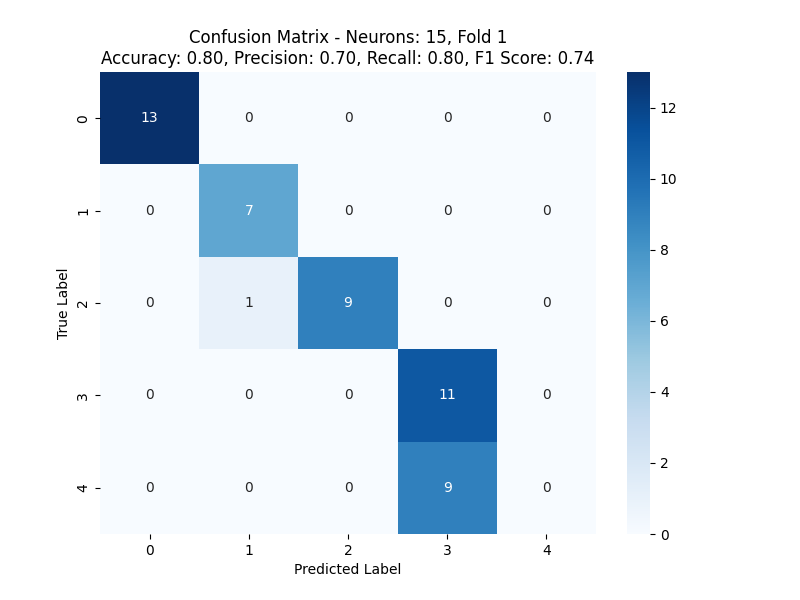 Confusion Matrix - Neurons: 15, Fold 1
Accuracy: 0.80, Precision: 0.70, Recall: 0.80, F1 Score: 0.74
0 13 0 0 0 0
1 0 7 0 0 0
2 0 1 9 0 0
3 0 0 0 11 0
4 0 0 0 9 0
0 1 2 3 4
Predicted Label
True Label
12
10
8
6
4
2
0